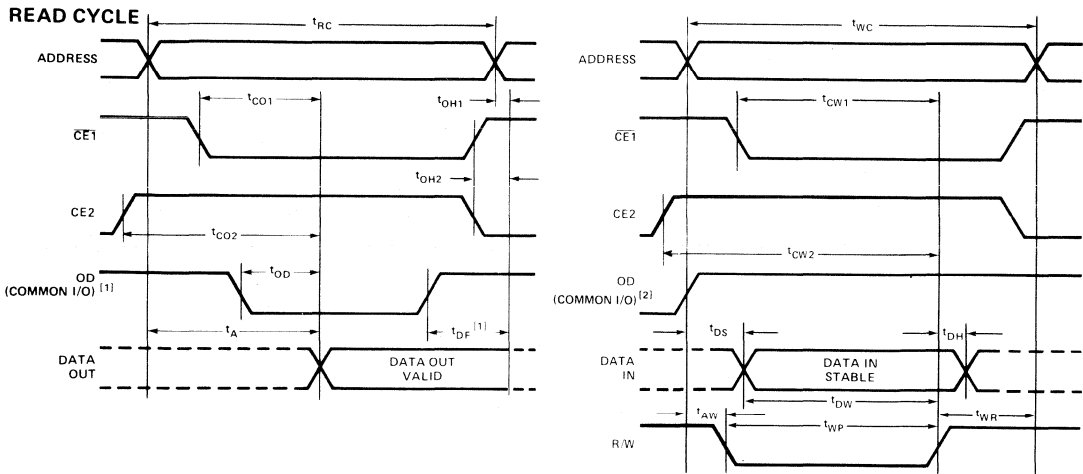 READ CYCLE
tRC
ADDRESS
tCO1
tOH1
CE1
tOH2
CE2
tCO2
OD
(COMMON I/O) [1]
tOD
tA
tDF [1]
DATA
OUT
DATA OUT
VALID
tWC
ADDRESS
tCW1
CE1
CE2
tCW2
OD
(COMMON I/O) [2]
tDS
tDH
DATA
IN
DATA IN
STABLE
tDW
tAW
tWP
tWR
R/W